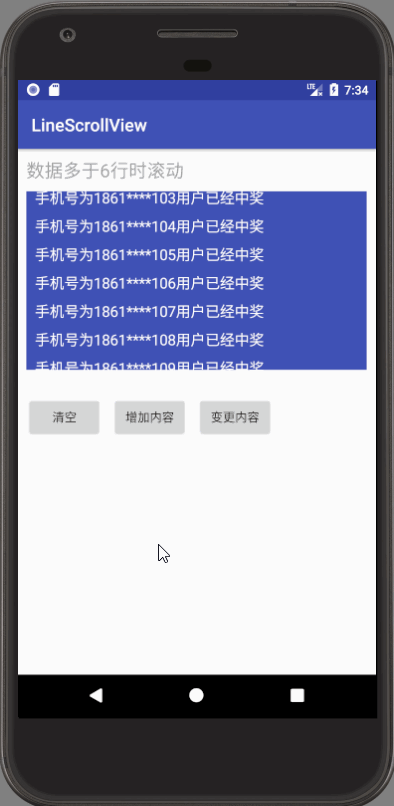 LTE 7:34
LineScrollView
数据多于6行时滚动
手机号为1861****103用户已经中奖
手机号为1861****104用户已经中奖
手机号为1861****105用户已经中奖
手机号为1861****106用户已经中奖
手机号为1861****107用户已经中奖
手机号为1861****108用户已经中奖
手机号为1861****109用户已经中奖
清空 增加内容 变更内容